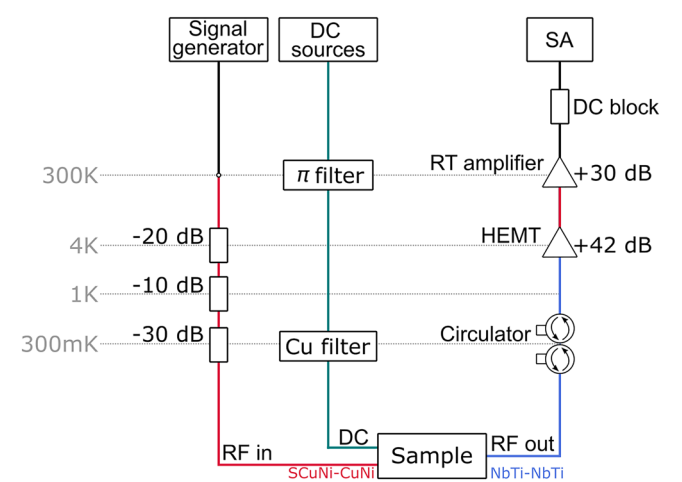 Signal
generator
DC
sources
SA
DC block
RT amplifier
+30 dB
300K
π filter
-20 dB
HEMT
+42 dB
4K
-10 dB
1K
-30 dB
Circulator
300mK
Cu filter
DC
RF in
Sample
RF out
SCuNi-CuNi
NbTi-NbTi